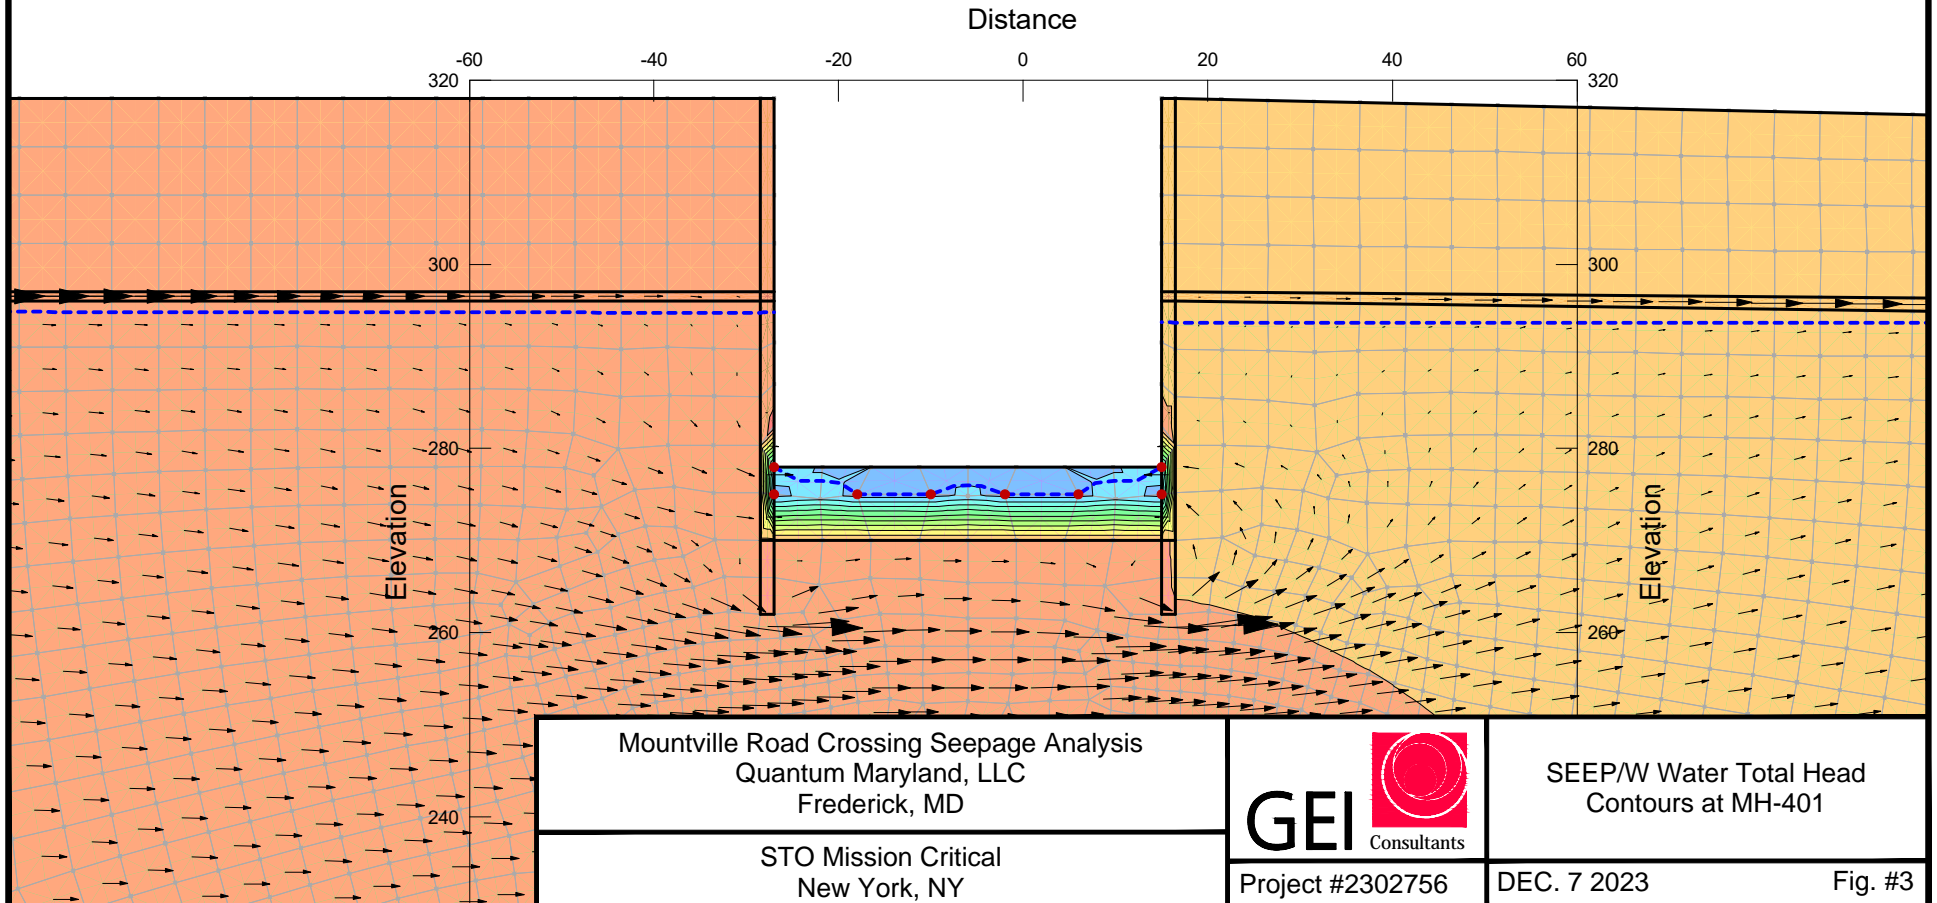 Distance
-60 -40 -20 0 20 40 60
320 320
300 300
280 280
Elevation Elevation
260 260
240
Mountville Road Crossing Seepage Analysis
Quantum Maryland, LLC
Frederick, MD
STO Mission Critical
New York, NY
GEI
Consultants
Project #2302756
SEEP/W Water Total Head
Contours at MH-401
DEC. 7 2023 Fig. #3